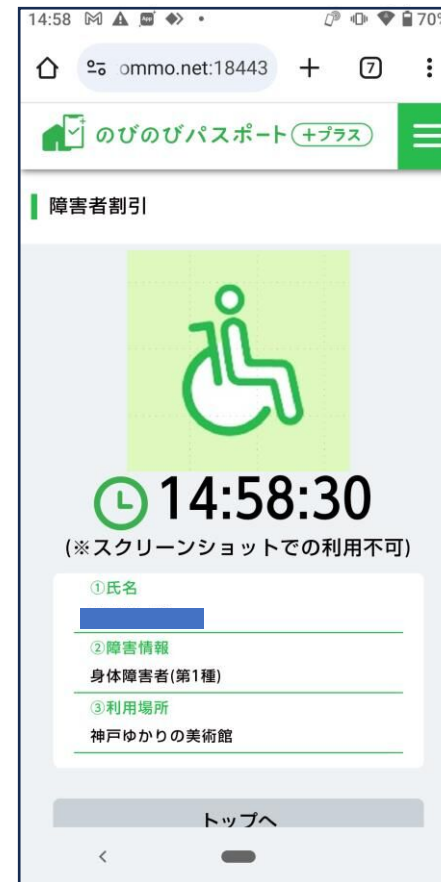 14:58
70%
ommo.net:18443
7
のびのびパスポート +プラス
障害者割引
14:58:30
(※スクリーンショットでの利用不可)
①氏名
②障害情報
身体障害者(第1種)
③利用場所
神戸ゆかりの美術館
トップへ